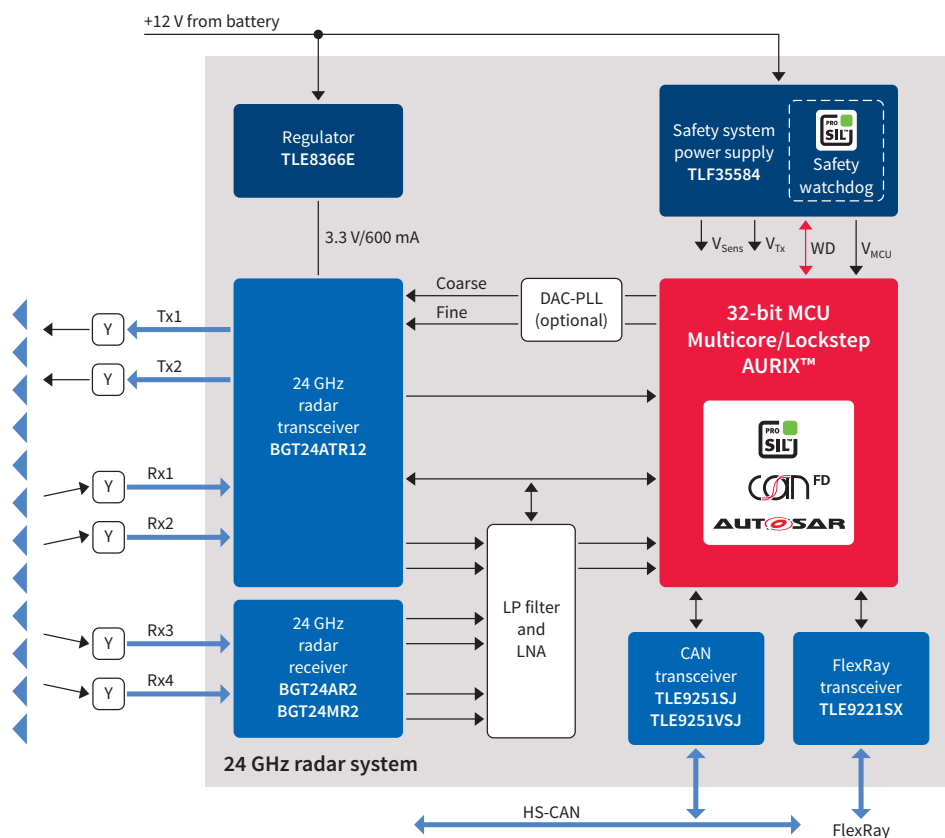 +12 V from battery
Regulator
TLE8366E
Safety system
power supply
TLF35584
PRO
SIL™
Safety
watchdog
3.3 V/600 mA
VSens
VTx
WD
VMCU
Coarse
Fine
DAC-PLL
(optional)
32-bit MCU
Multicore/Lockstep
AURIX™
PRO
SIL™
CAN FD
AUTOSAR
Y
Tx1
Y
Tx2
24 GHz
radar
transceiver
BGT24ATR12
Y
Rx1
Y
Rx2
Y
Rx3
Y
Rx4
24 GHz
radar
receiver
BGT24AR2
BGT24MR2
LP filter
and
LNA
CAN
transceiver
TLE9251SJ
TLE9251VSJ
FlexRay
transceiver
TLE9221SX
24 GHz radar system
HS-CAN
FlexRay